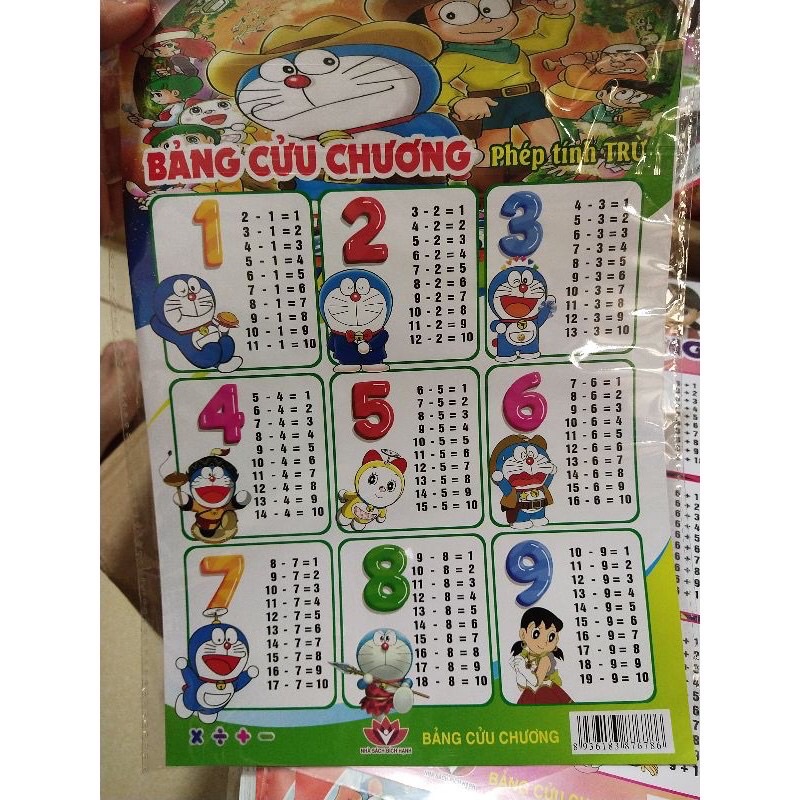 BẢNG CỬU CHƯƠNG Phép tính TRỪ
1
2 - 1 = 1
3 - 1 = 2
4 - 1 = 3
5 - 1 = 4
6 - 1 = 5
7 - 1 = 6
8 - 1 = 7
9 - 1 = 8
10 - 1 = 9
11 - 1 = 10
2
3 - 2 = 1
4 - 2 = 2
5 - 2 = 3
6 - 2 = 4
7 - 2 = 5
8 - 2 = 6
9 - 2 = 7
10 - 2 = 8
11 - 2 = 9
12 - 2 = 10
3
4 - 3 = 1
5 - 3 = 2
6 - 3 = 3
7 - 3 = 4
8 - 3 = 5
9 - 3 = 6
10 - 3 = 7
11 - 3 = 8
12 - 3 = 9
13 - 3 = 10
4
5 - 4 = 1
6 - 4 = 2
7 - 4 = 3
8 - 4 = 4
9 - 4 = 5
10 - 4 = 6
11 - 4 = 7
12 - 4 = 8
13 - 4 = 9
14 - 4 = 10
5
6 - 5 = 1
7 - 5 = 2
8 - 5 = 3
9 - 5 = 4
10 - 5 = 5
11 - 5 = 6
12 - 5 = 7
13 - 5 = 8
14 - 5 = 9
15 - 5 = 10
6
7 - 6 = 1
8 - 6 = 2
9 - 6 = 3
10 - 6 = 4
11 - 6 = 5
12 - 6 = 6
13 - 6 = 7
14 - 6 = 8
15 - 6 = 9
16 - 6 = 10
7
8 - 7 = 1
9 - 7 = 2
10 - 7 = 3
11 - 7 = 4
12 - 7 = 5
13 - 7 = 6
14 - 7 = 7
15 - 7 = 8
16 - 7 = 9
17 - 7 = 10
8
9 - 8 = 1
10 - 8 = 2
11 - 8 = 3
12 - 8 = 4
13 - 8 = 5
14 - 8 = 6
15 - 8 = 7
16 - 8 = 8
17 - 8 = 9
18 - 8 = 10
9
10 - 9 = 1
11 - 9 = 2
12 - 9 = 3
13 - 9 = 4
14 - 9 = 5
15 - 9 = 6
16 - 9 = 7
17 - 9 = 8
18 - 9 = 9
19 - 9 = 10
× ÷ + −
NHÀ SÁCH BÍCH HẠNH
BẢNG CỬU CHƯƠNG
8 936183 876786
BẢNG CỬU